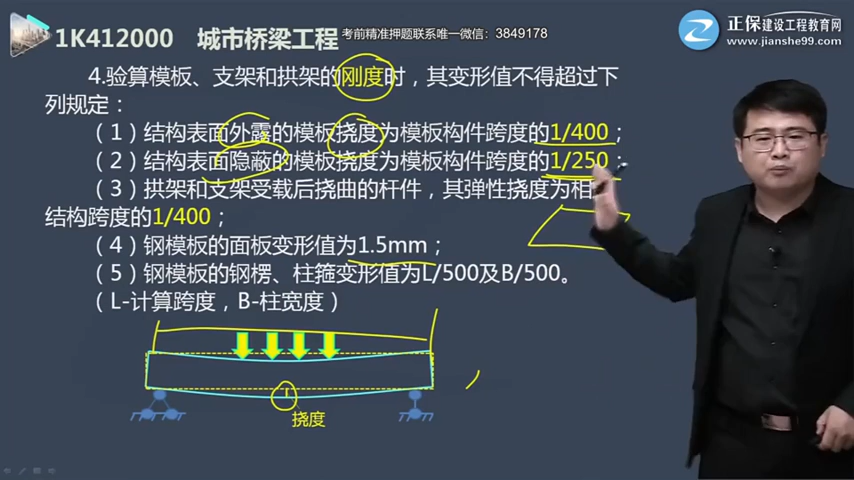 1K412000 城市桥梁工程
考前精准押题联系唯一微信：3849178
正保建设工程教育网
www.jianshe99.com
4.验算模板、支架和拱架的刚度时，其变形值不得超过下
列规定：
（1）结构表面外露的模板挠度为模板构件跨度的1/400；
（2）结构表面隐蔽的模板挠度为模板构件跨度的1/250；
（3）拱架和支架受载后挠曲的杆件，其弹性挠度为相
结构跨度的1/400；
（4）钢模板的面板变形值为1.5mm；
（5）钢模板的钢楞、柱箍变形值为L/500及B/500。
（L-计算跨度，B-柱宽度）
挠度